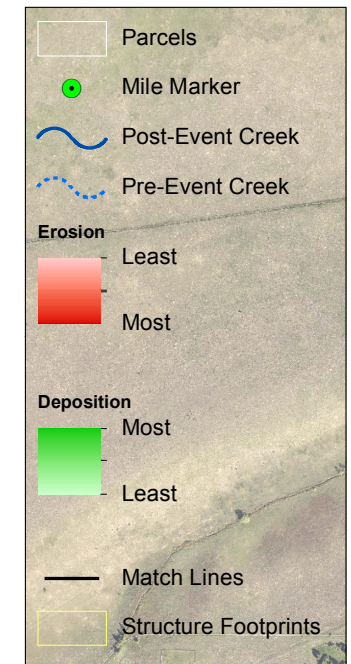 Parcels
Mile Marker
Post-Event Creek
Pre-Event Creek
Erosion
Least
Most
Deposition
Most
Least
Match Lines
Structure Footprints